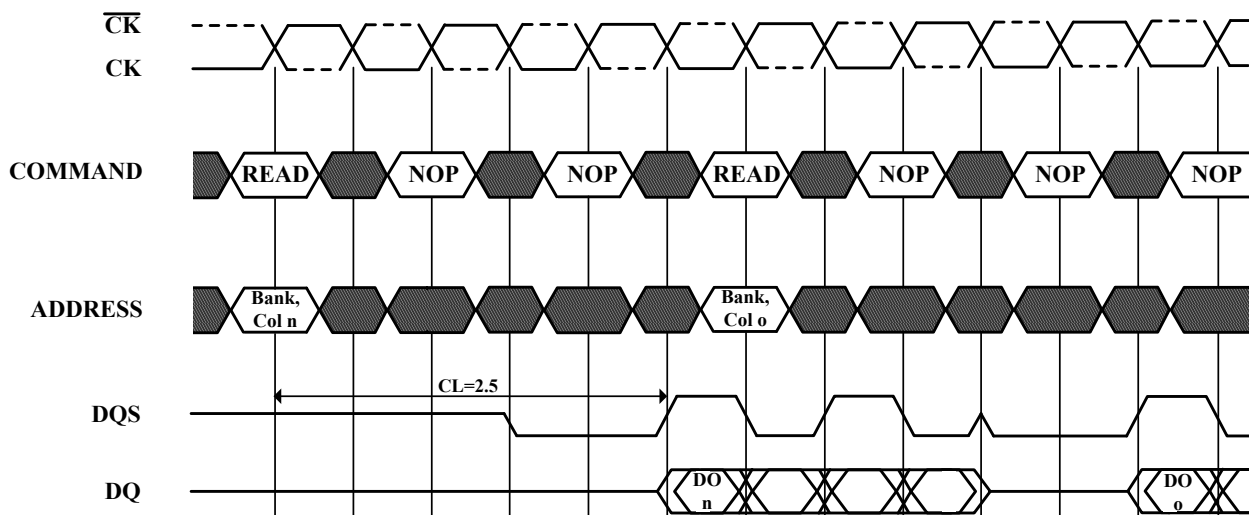 CK
CK
COMMAND
READ NOP NOP READ NOP NOP NOP
ADDRESS
Bank, Col n
Bank, Col o
CL=2.5
DQS
DQ
DO n
DO o